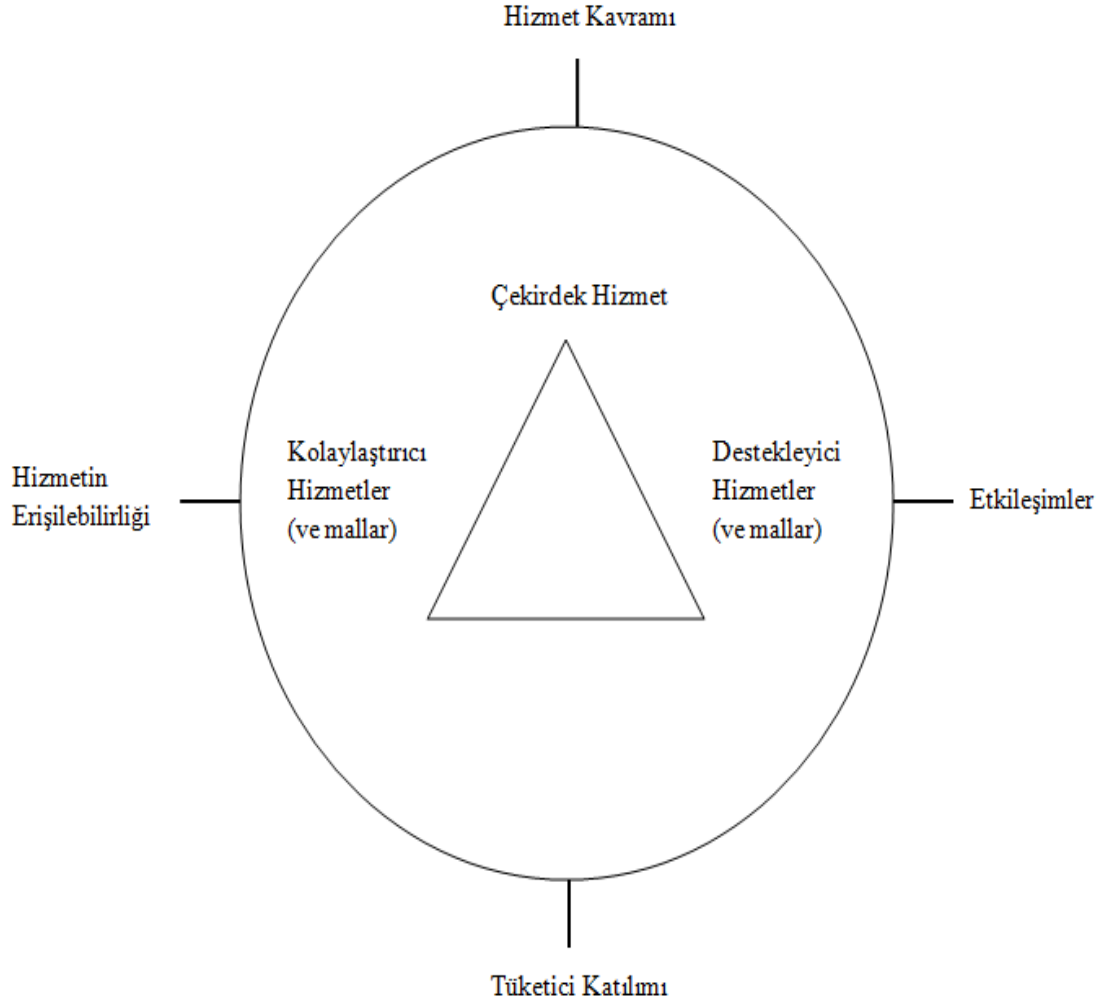 Hizmet Kavramı
Çekirdek Hizmet
Kolaylaştırıcı
Hizmetler
(ve mallar)
Destekleyici
Hizmetler
(ve mallar)
Hizmetin
Erişilebilirliği
Etkileşimler
Tüketici Katılımı